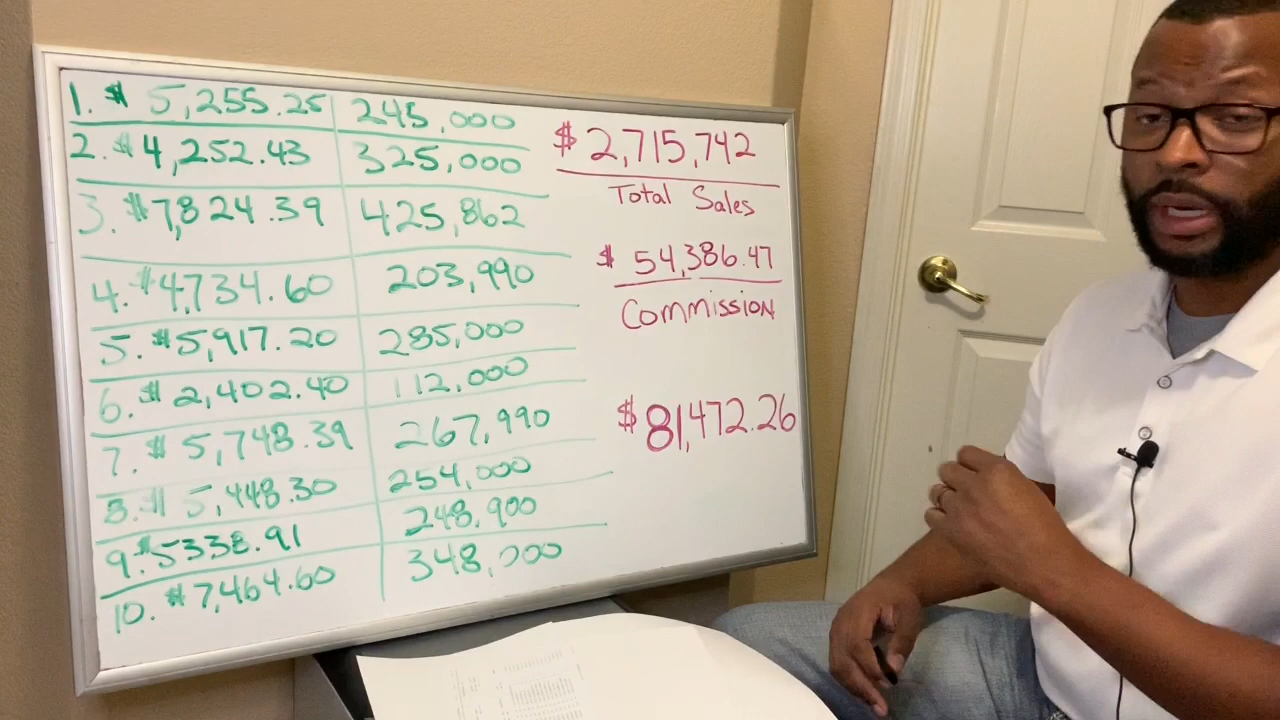 1. $ 5,255.25 245,000
2. $4,252.43 325,000
3. $7,824.39 425,862
4. $4,734.60 203,990
5. $5,917.20 285,000
6. $ 2,402.40 112,000
7. $ 5,748.39 267,990
8. $ 5,448.30 254,000
9. $5338.91 248,900
10. $7,464.60 348,000
$ 2,715,742
Total Sales
$ 54,386.47
Commission
$ 81,472.26